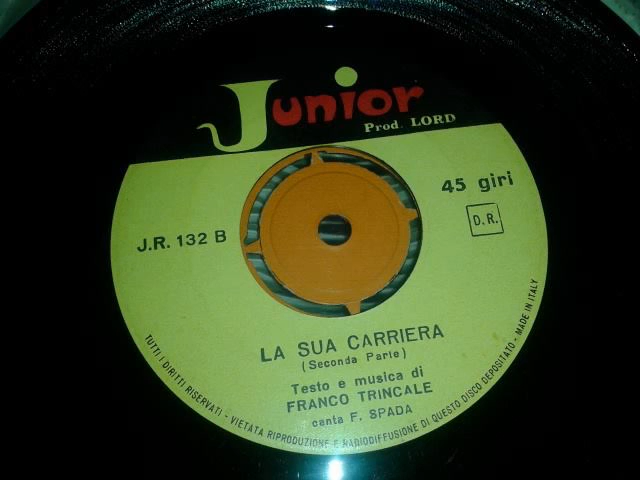 Junior
Prod. LORD
45 giri
J.R. 132 B
D.R.
LA SUA CARRIERA
(Seconda Parte)
Testo e musica di
FRANCO TRINCALE
canta F. SPADA
TUTTI I DIRITTI RISERVATI - VIETATA RIPRODUZIONE E RADIODIFFUSIONE DI QUESTO DISCO DEPOSITATO - MADE IN ITALY